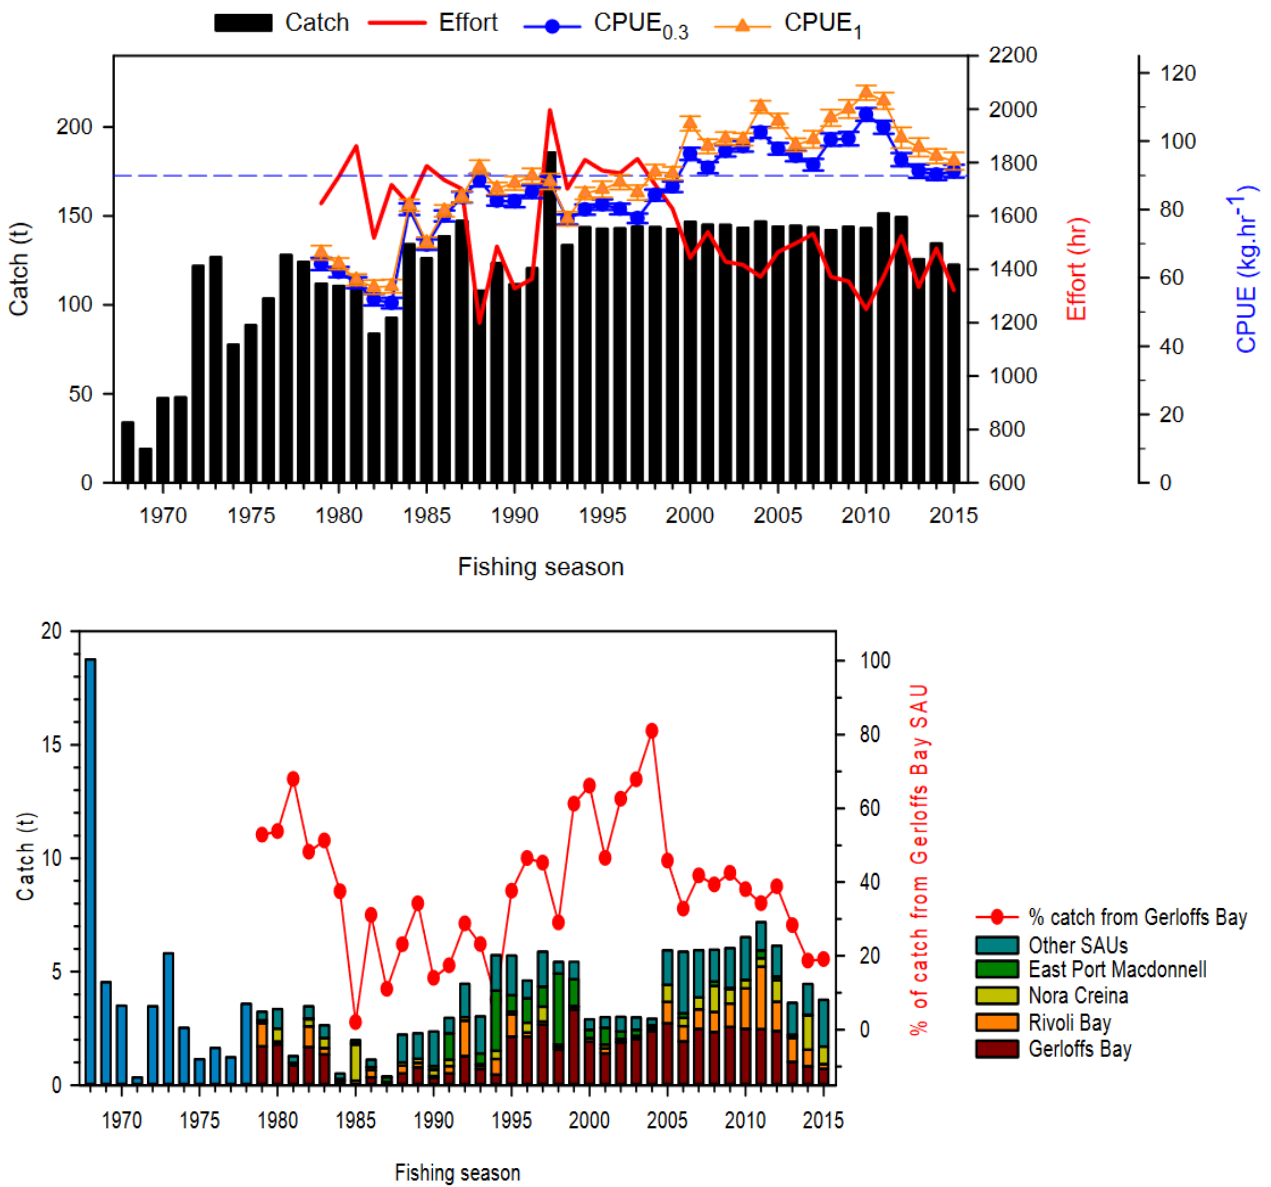 Catch Effort CPUE0.3 CPUE1
2200
2000
1800
1600
1400
1200
1000
800
600
120
100
80
60
40
20
0
200
150
100
50
0
Catch (t)
Effort (hr)
CPUE (kg.hr-1)
1970 1975 1980 1985 1990 1995 2000 2005 2010 2015
Fishing season
20
15
10
5
0
Catch (t)
100
80
60
40
20
0
% of catch from Gerloffs Bay SAU
% catch from Gerloffs Bay
Other SAUs
East Port Macdonnell
Nora Creina
Rivoli Bay
Gerloffs Bay
1970 1975 1980 1985 1990 1995 2000 2005 2010 2015
Fishing season